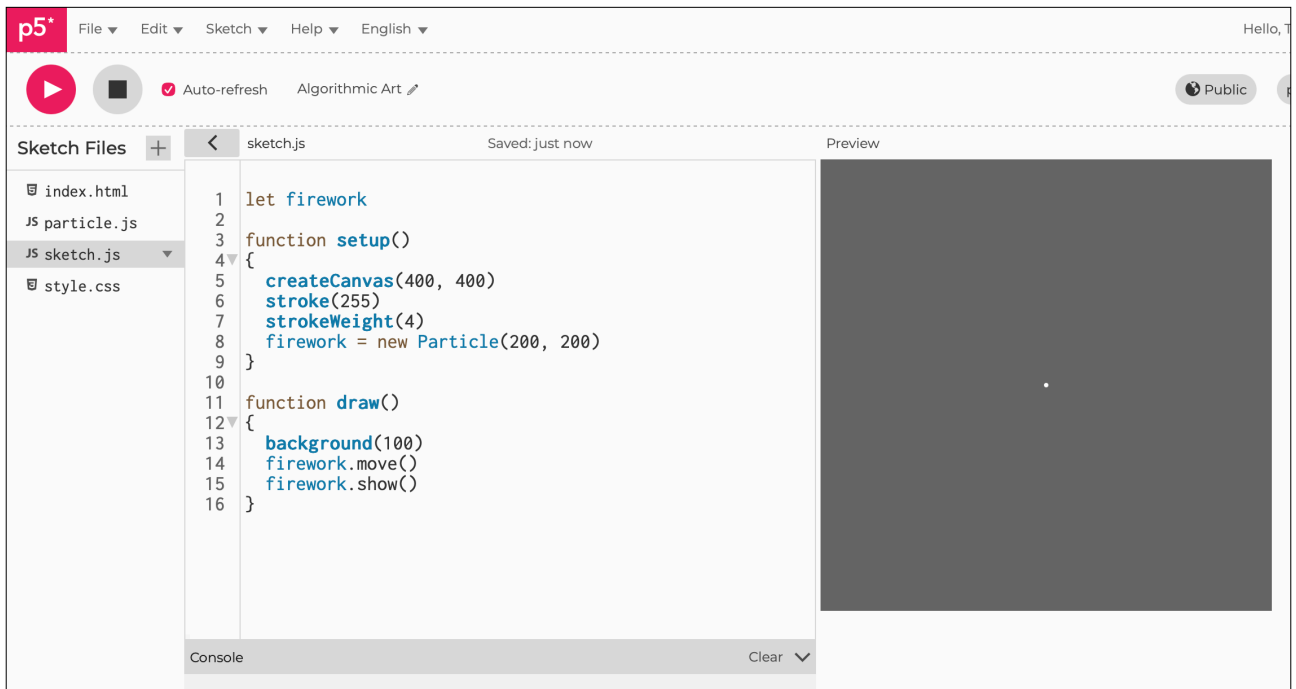 p5* File Edit Sketch Help English Hello, T
Auto-refresh Algorithmic Art Public p
Sketch Files + < sketch.js Saved: just now Preview
index.html
JS particle.js
JS sketch.js
style.css
1 let firework
2
3 function setup()
4 {
5   createCanvas(400, 400)
6   stroke(255)
7   strokeWeight(4)
8   firework = new Particle(200, 200)
9 }
10
11 function draw()
12 {
13   background(100)
14   firework.move()
15   firework.show()
16 }
Console Clear